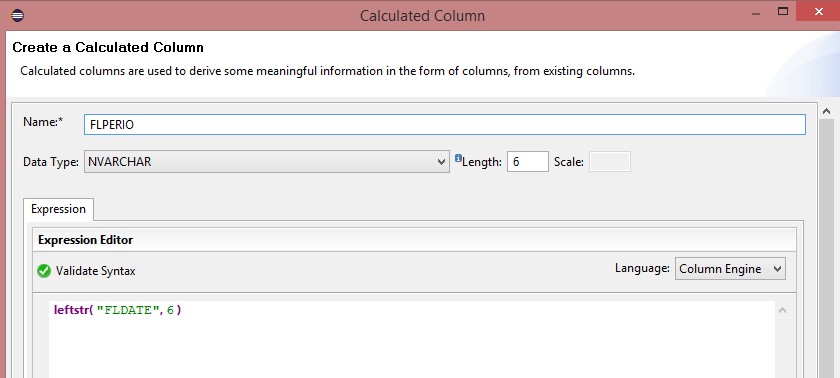 Calculated Column
Create a Calculated Column
Calculated columns are used to derive some meaningful information in the form of columns, from existing columns.
Name:* FLPERIO
Data Type: NVARCHAR Length: 6 Scale:
Expression
Expression Editor
Validate Syntax Language: Column Engine
leftstr( "FLDATE", 6 )